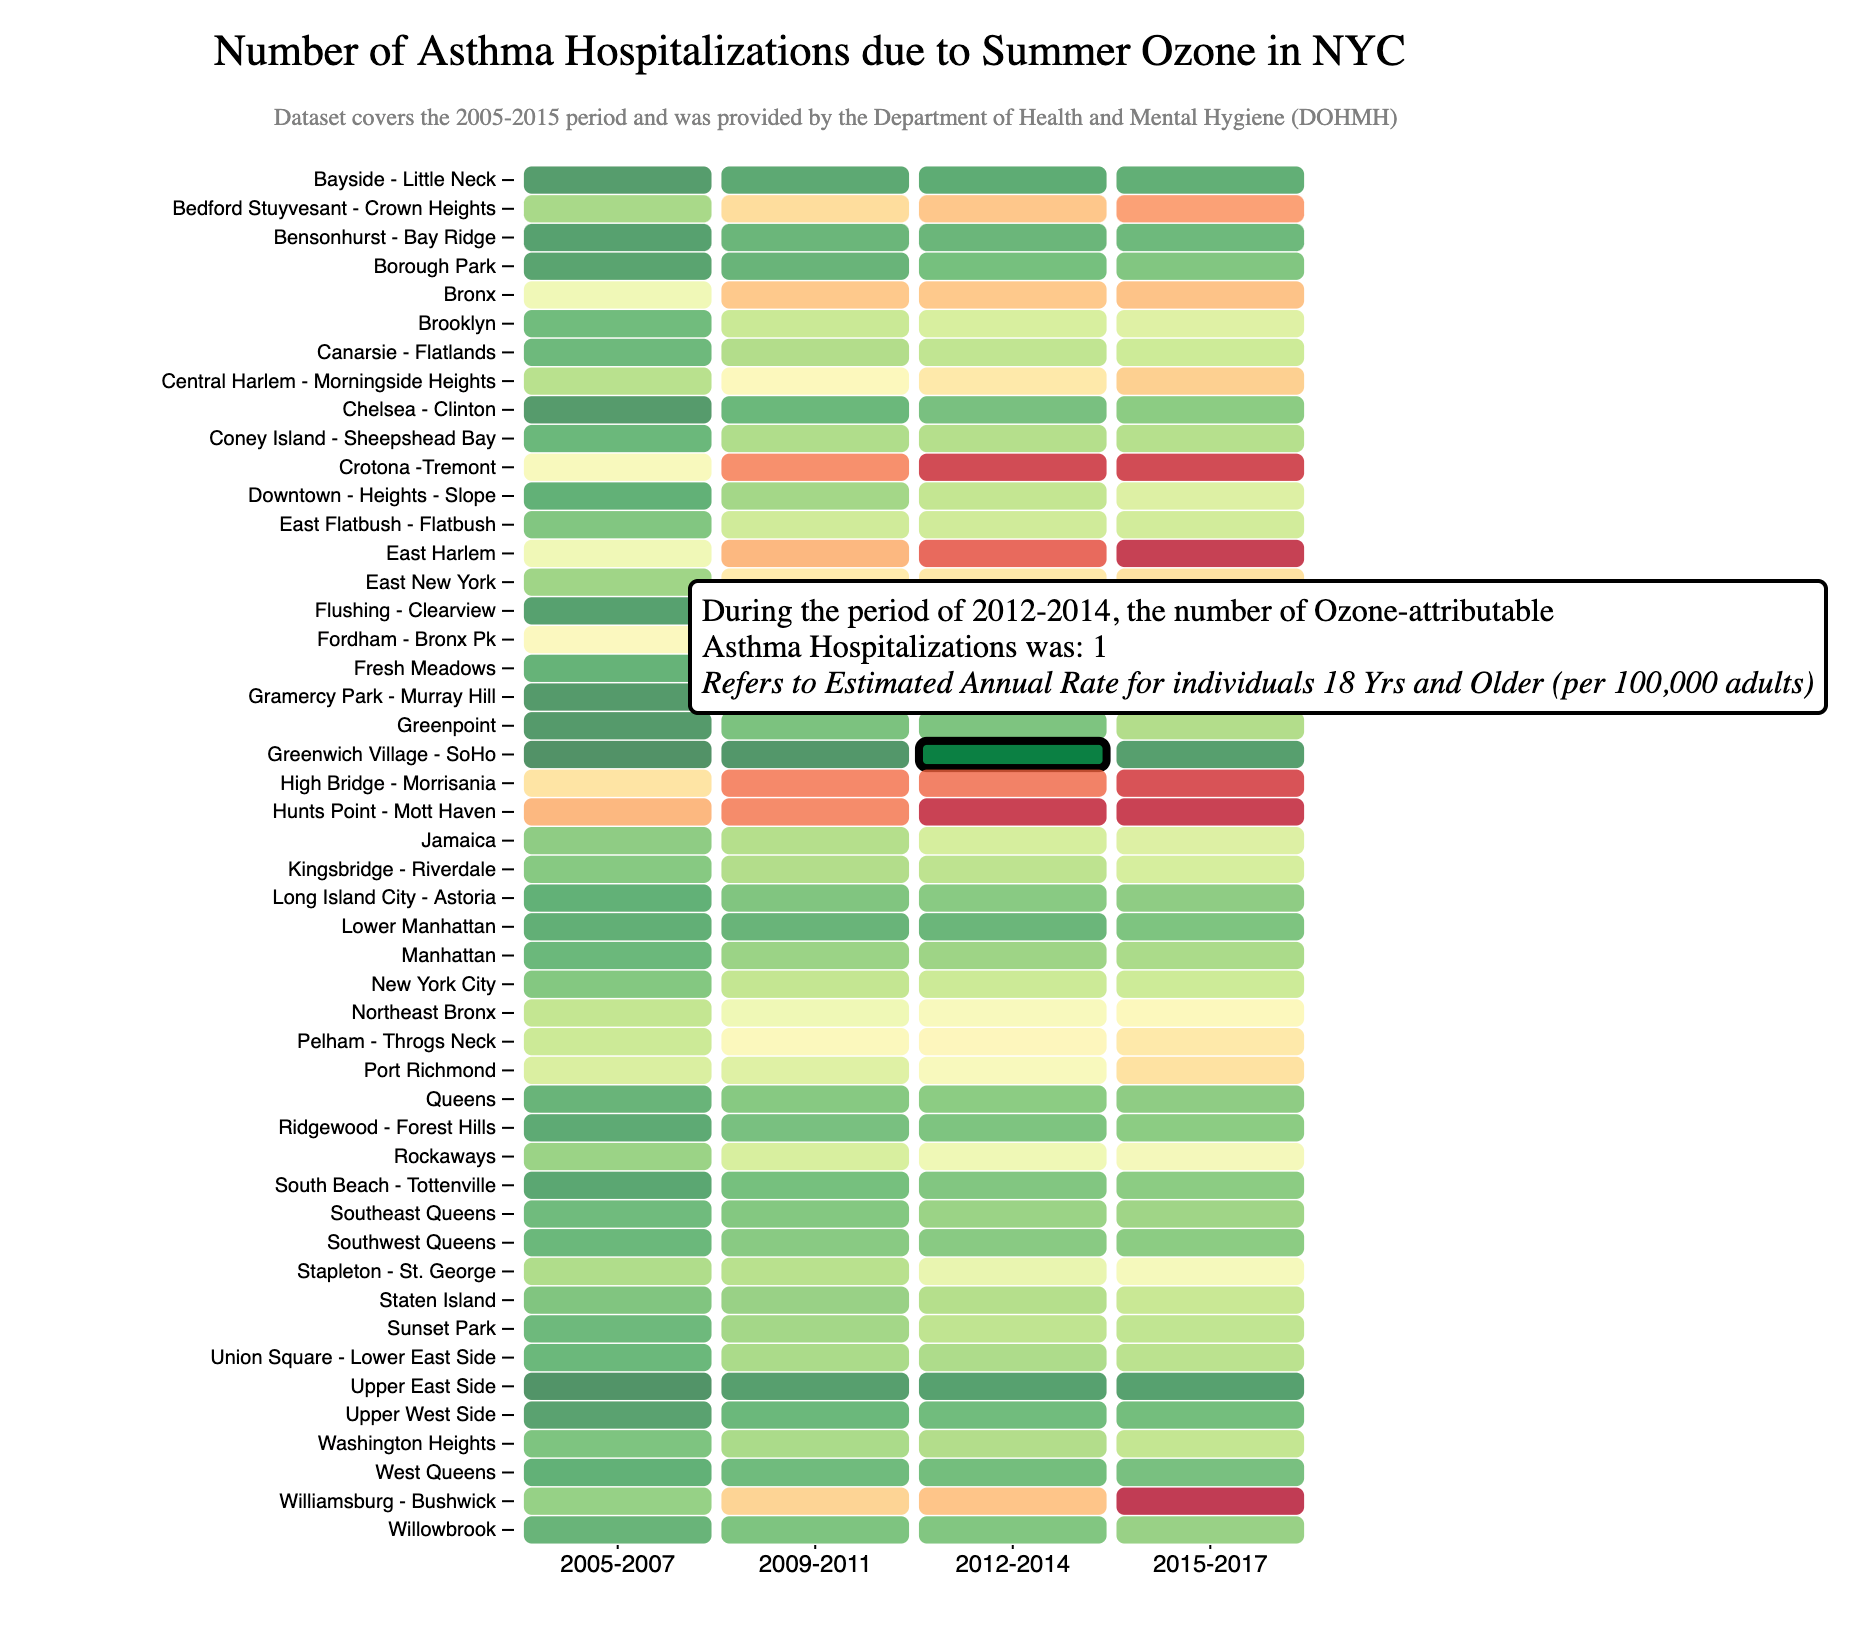 Number of Asthma Hospitalizations due to Summer Ozone in NYC
Dataset covers the 2005-2015 period and was provided by the Department of Health and Mental Hygiene (DOHMH)
Bayside - Little Neck
Bedford Stuyvesant - Crown Heights
Bensonhurst - Bay Ridge
Borough Park
Bronx
Brooklyn
Canarsie - Flatlands
Central Harlem - Morningside Heights
Chelsea - Clinton
Coney Island - Sheepshead Bay
Crotona -Tremont
Downtown - Heights - Slope
East Flatbush - Flatbush
East Harlem
East New York
Flushing - Clearview
Fordham - Bronx Pk
Fresh Meadows
Gramercy Park - Murray Hill
Greenpoint
Greenwich Village - SoHo
High Bridge - Morrisania
Hunts Point - Mott Haven
Jamaica
Kingsbridge - Riverdale
Long Island City - Astoria
Lower Manhattan
Manhattan
New York City
Northeast Bronx
Pelham - Throgs Neck
Port Richmond
Queens
Ridgewood - Forest Hills
Rockaways
South Beach - Tottenville
Southeast Queens
Southwest Queens
Stapleton - St. George
Staten Island
Sunset Park
Union Square - Lower East Side
Upper East Side
Upper West Side
Washington Heights
West Queens
Williamsburg - Bushwick
Willowbrook
During the period of 2012-2014, the number of Ozone-attributable
Asthma Hospitalizations was: 1
Refers to Estimated Annual Rate for individuals 18 Yrs and Older (per 100,000 adults)
2005-2007
2009-2011
2012-2014
2015-2017